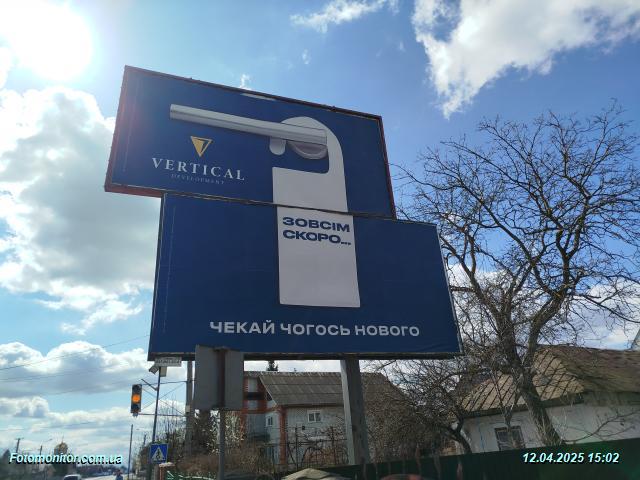 VERTICAL
DEVELOPMENT
ЗОВСІМ
СКОРО...
ЧЕКАЙ ЧОГОСЬ НОВОГО
Fotomonitor.com.ua
12.04.2025 15:02